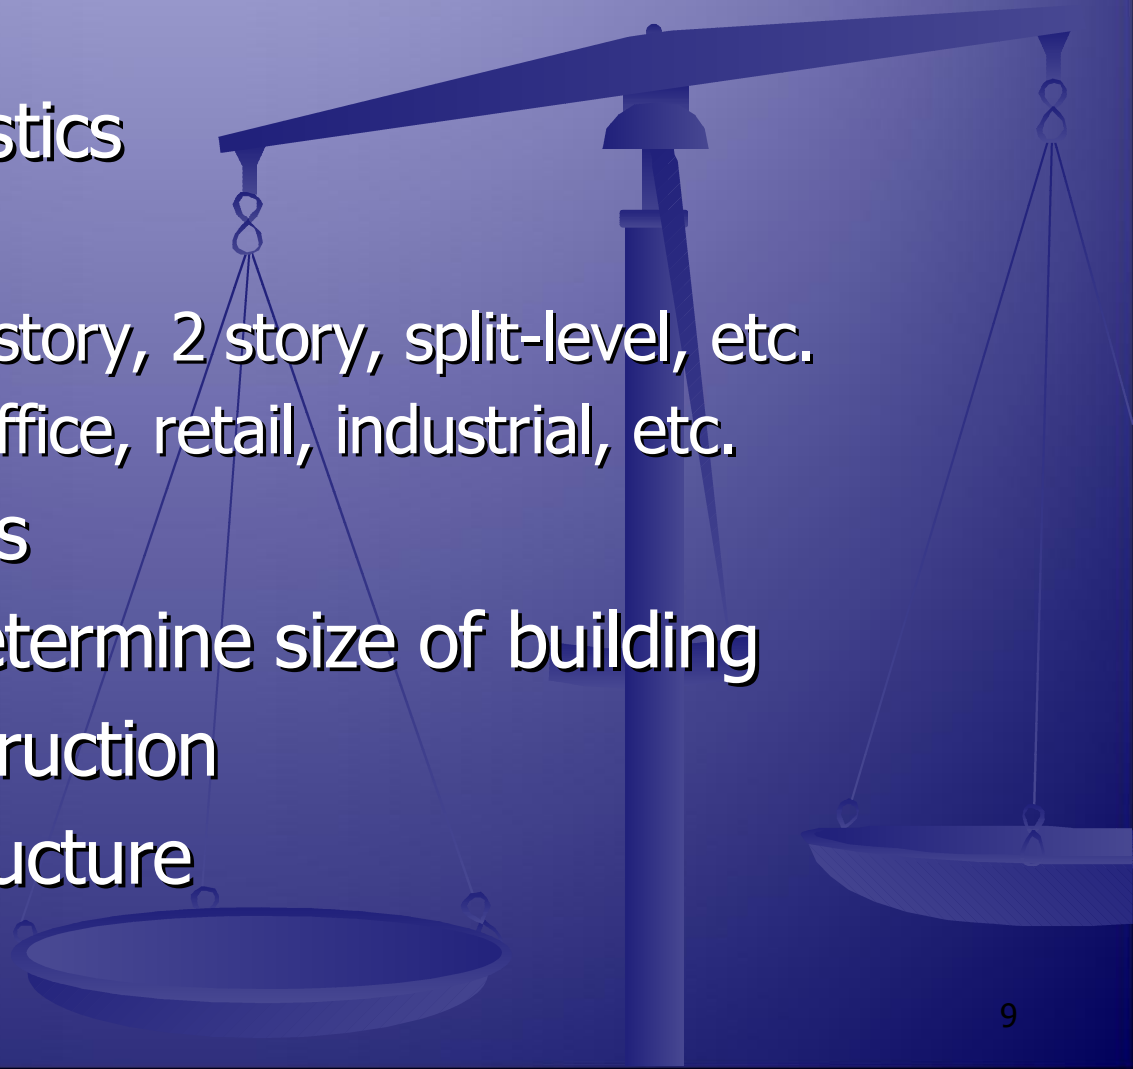 stics
story, 2 story, split-level, etc.
ffice, retail, industrial, etc.
s
etermine size of building
ruction
ucture
9